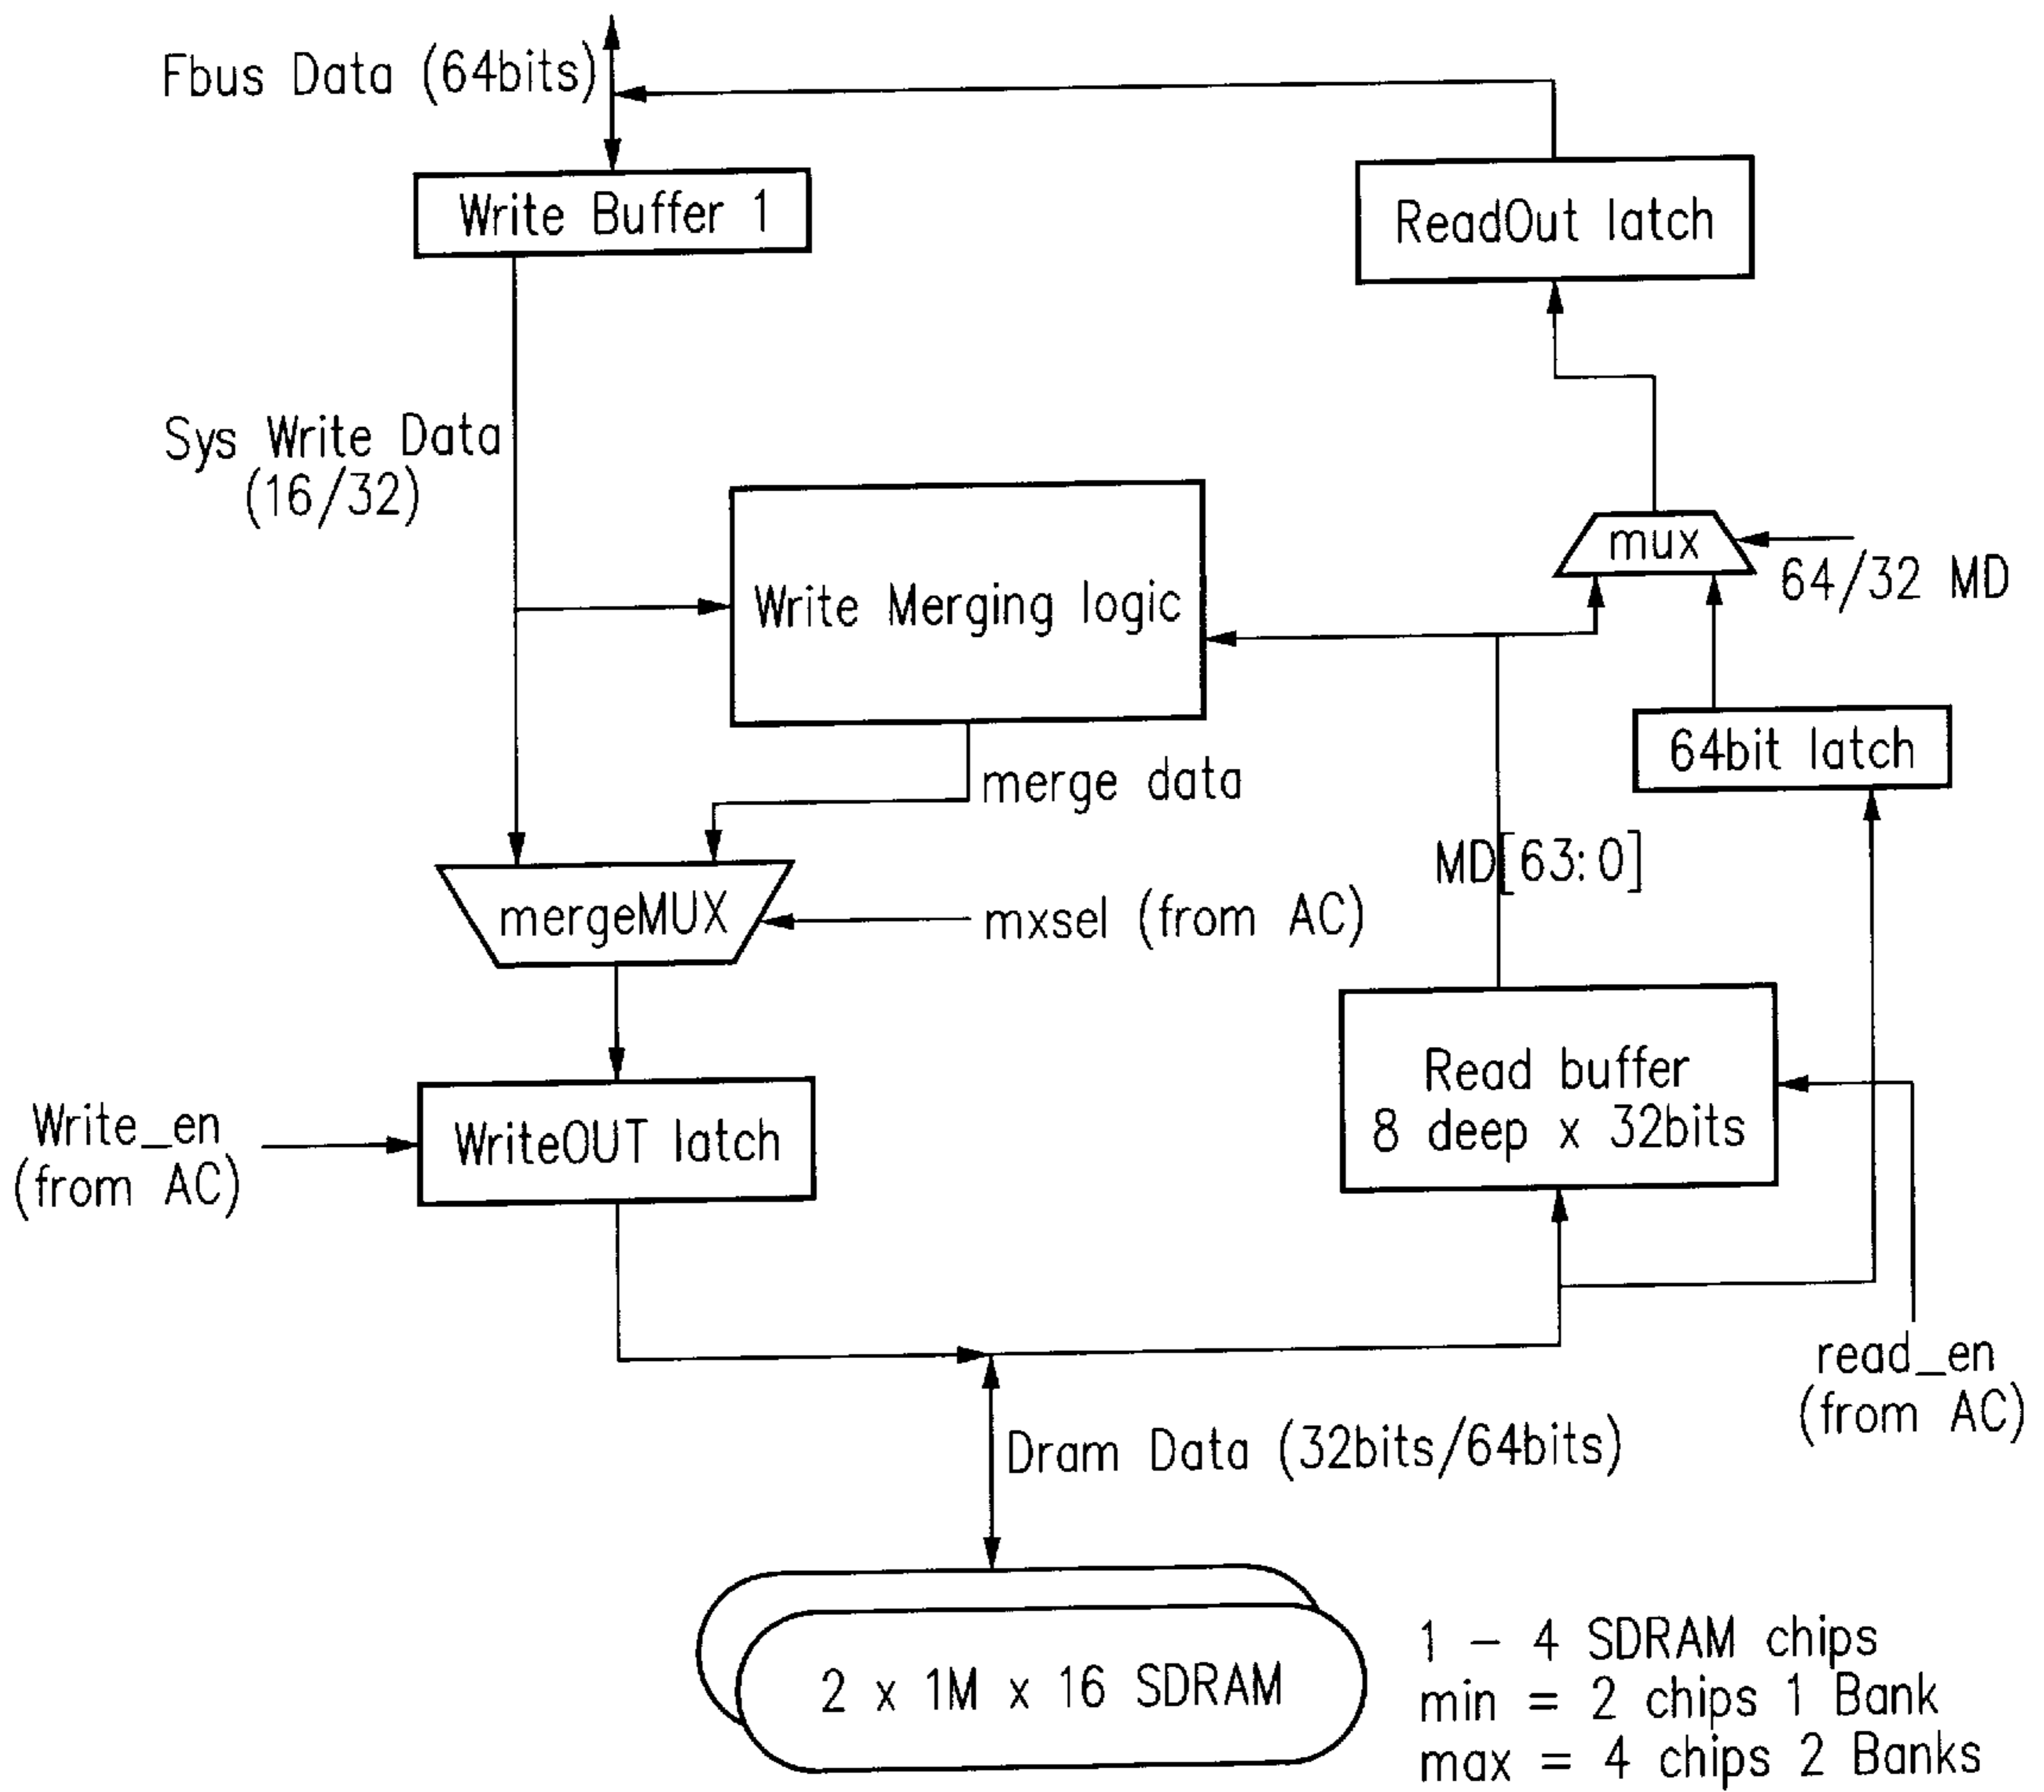 Fbus Data (64bits)
Write Buffer 1
ReadOut latch
Sys Write Data
(16/32)
mux
64/32 MD
Write Merging logic
64bit latch
merge data
MD[63:0]
mergeMUX
mxsel (from AC)
Read buffer
8 deep x 32bits
Write_en
(from AC)
WriteOUT latch
read_en
(from AC)
Dram Data (32bits/64bits)
2 x 1M x 16 SDRAM
1 - 4 SDRAM chips
min = 2 chips 1 Bank
max = 4 chips 2 Banks